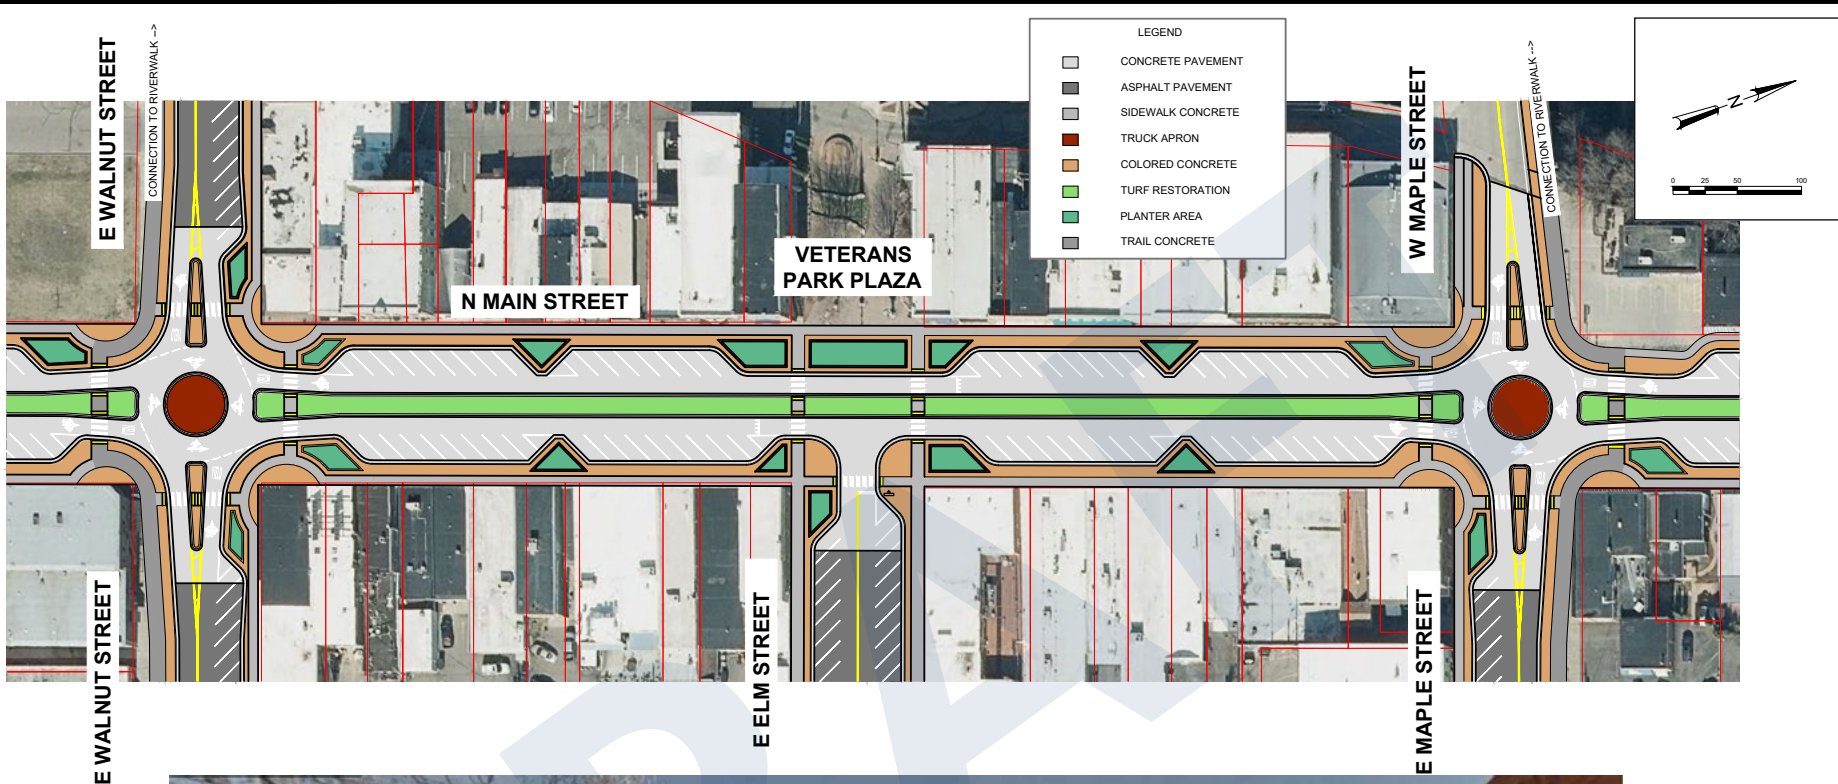 LEGEND
CONCRETE PAVEMENT
ASPHALT PAVEMENT
SIDEWALK CONCRETE
TRUCK APRON
COLORED CONCRETE
TURF RESTORATION
PLANTER AREA
TRAIL CONCRETE
N
0 25 50 100
E WALNUT STREET
CONNECTION TO RIVERWALK -->
N MAIN STREET
VETERANS
PARK PLAZA
W MAPLE STREET
CONNECTION TO RIVERWALK -->
E WALNUT STREET
E ELM STREET
E MAPLE STREET
DRAFT